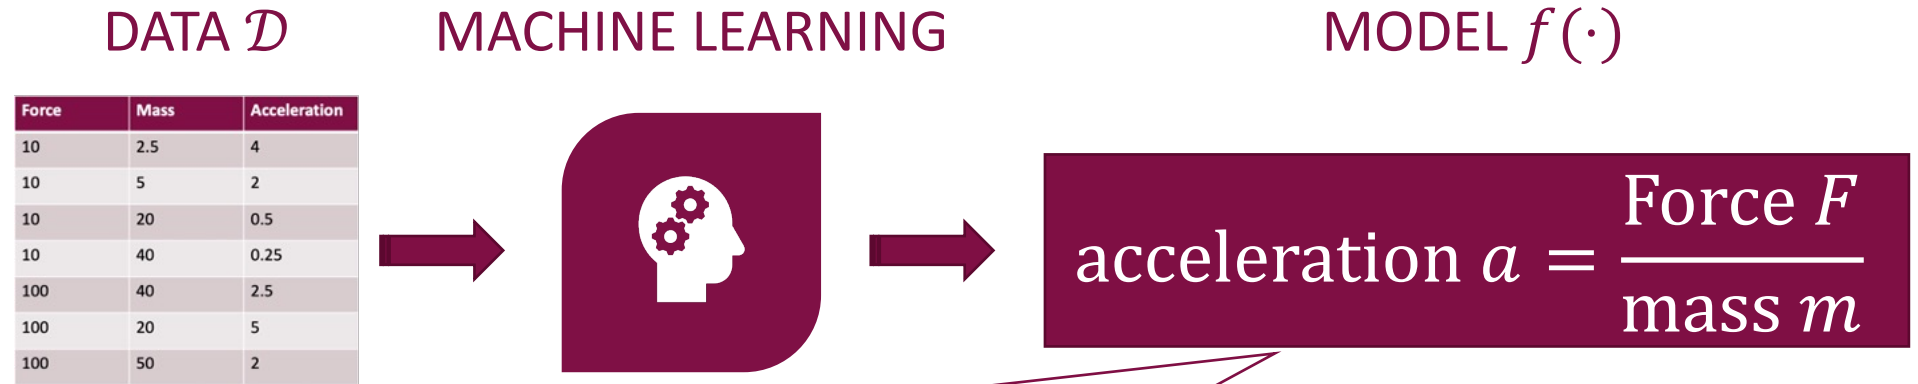 DATA 𝒟
MACHINE LEARNING
MODEL f(·)
Force Mass Acceleration
10 2.5 4
10 5 2
10 20 0.5
10 40 0.25
100 40 2.5
100 20 5
100 50 2
acceleration a = Force F / mass m